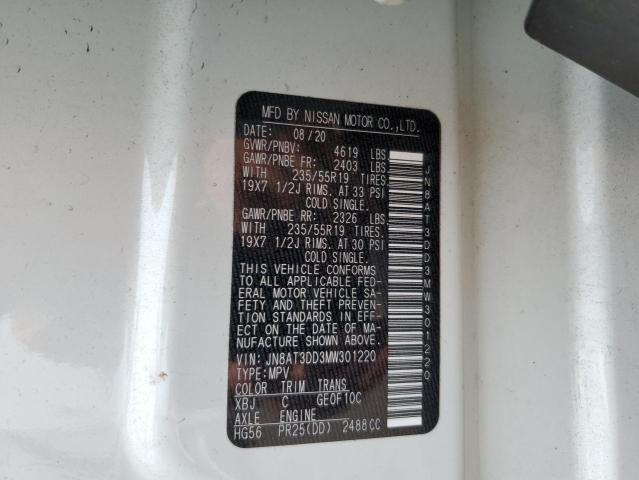 MFD BY NISSAN MOTOR CO.,LTD.
DATE: 08/20
GVWR/PNBV: 4619 LBS
GAWR/PNBE FR: 2403 LBS
WITH 235/55R19 TIRES
19X7 1/2J RIMS. AT 33 PSI
COLD SINGLE.
GAWR/PNBE RR: 2326 LBS
WITH 235/55R19 TIRES,
19X7 1/2J RIMS. AT 30 PSI
COLD SINGLE.
THIS VEHICLE CONFORMS
TO ALL APPLICABLE FED-
ERAL MOTOR VEHICLE SA-
FETY AND THEFT PREVEN-
TION STANDARDS IN EFF-
ECT ON THE DATE OF MA-
NUFACTURE SHOWN ABOVE.
VIN: JN8AT3DD3MW301220
TYPE: MPV
COLOR TRIM TRANS
XBJ C GE0F10C
AXLE ENGINE
HG56 PR25(DD) 2488CC
JN8AT3DD3MW301220